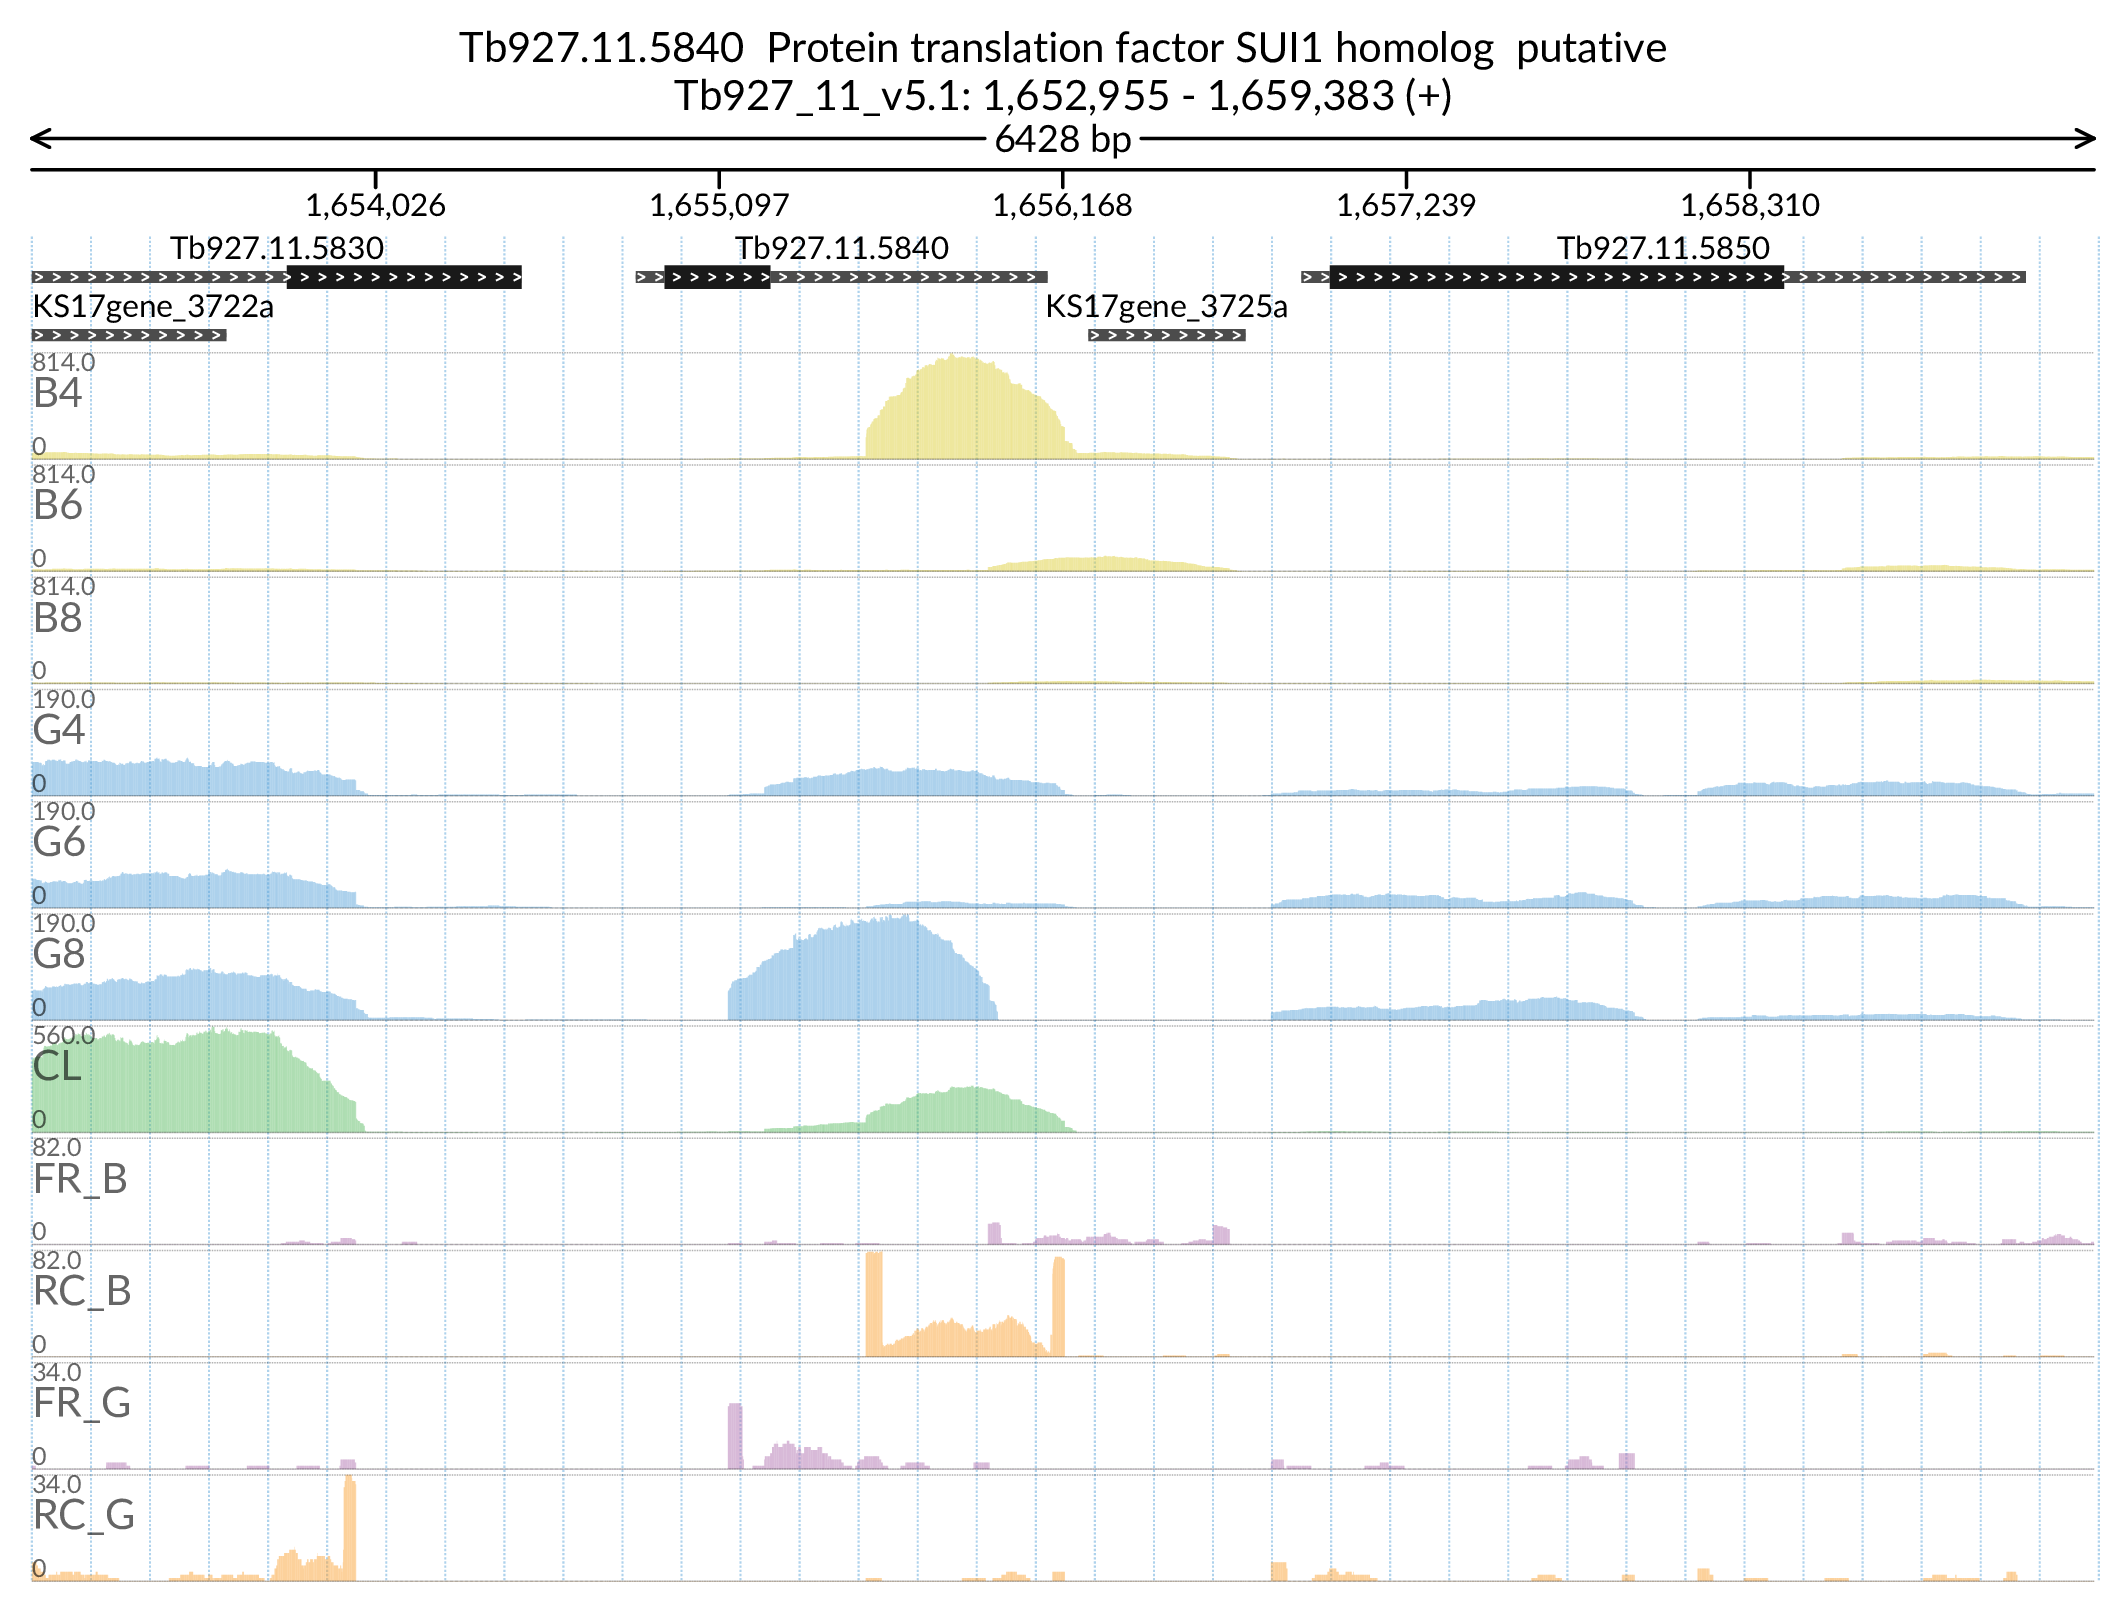 Tb927.11.5840  Protein translation factor SUI1 homolog  putative
Tb927_11_v5.1: 1,652,955 - 1,659,383 (+)
6428 bp
1,654,026 1,655,097 1,656,168 1,657,239 1,658,310
Tb927.11.5830 Tb927.11.5840 Tb927.11.5850
KS17gene_3722a KS17gene_3725a
814.0
B4
0
814.0
B6
0
814.0
B8
0
190.0
G4
0
190.0
G6
0
190.0
G8
0
560.0
CL
0
82.0
FR_B
0
82.0
RC_B
0
34.0
FR_G
0
34.0
RC_G
0